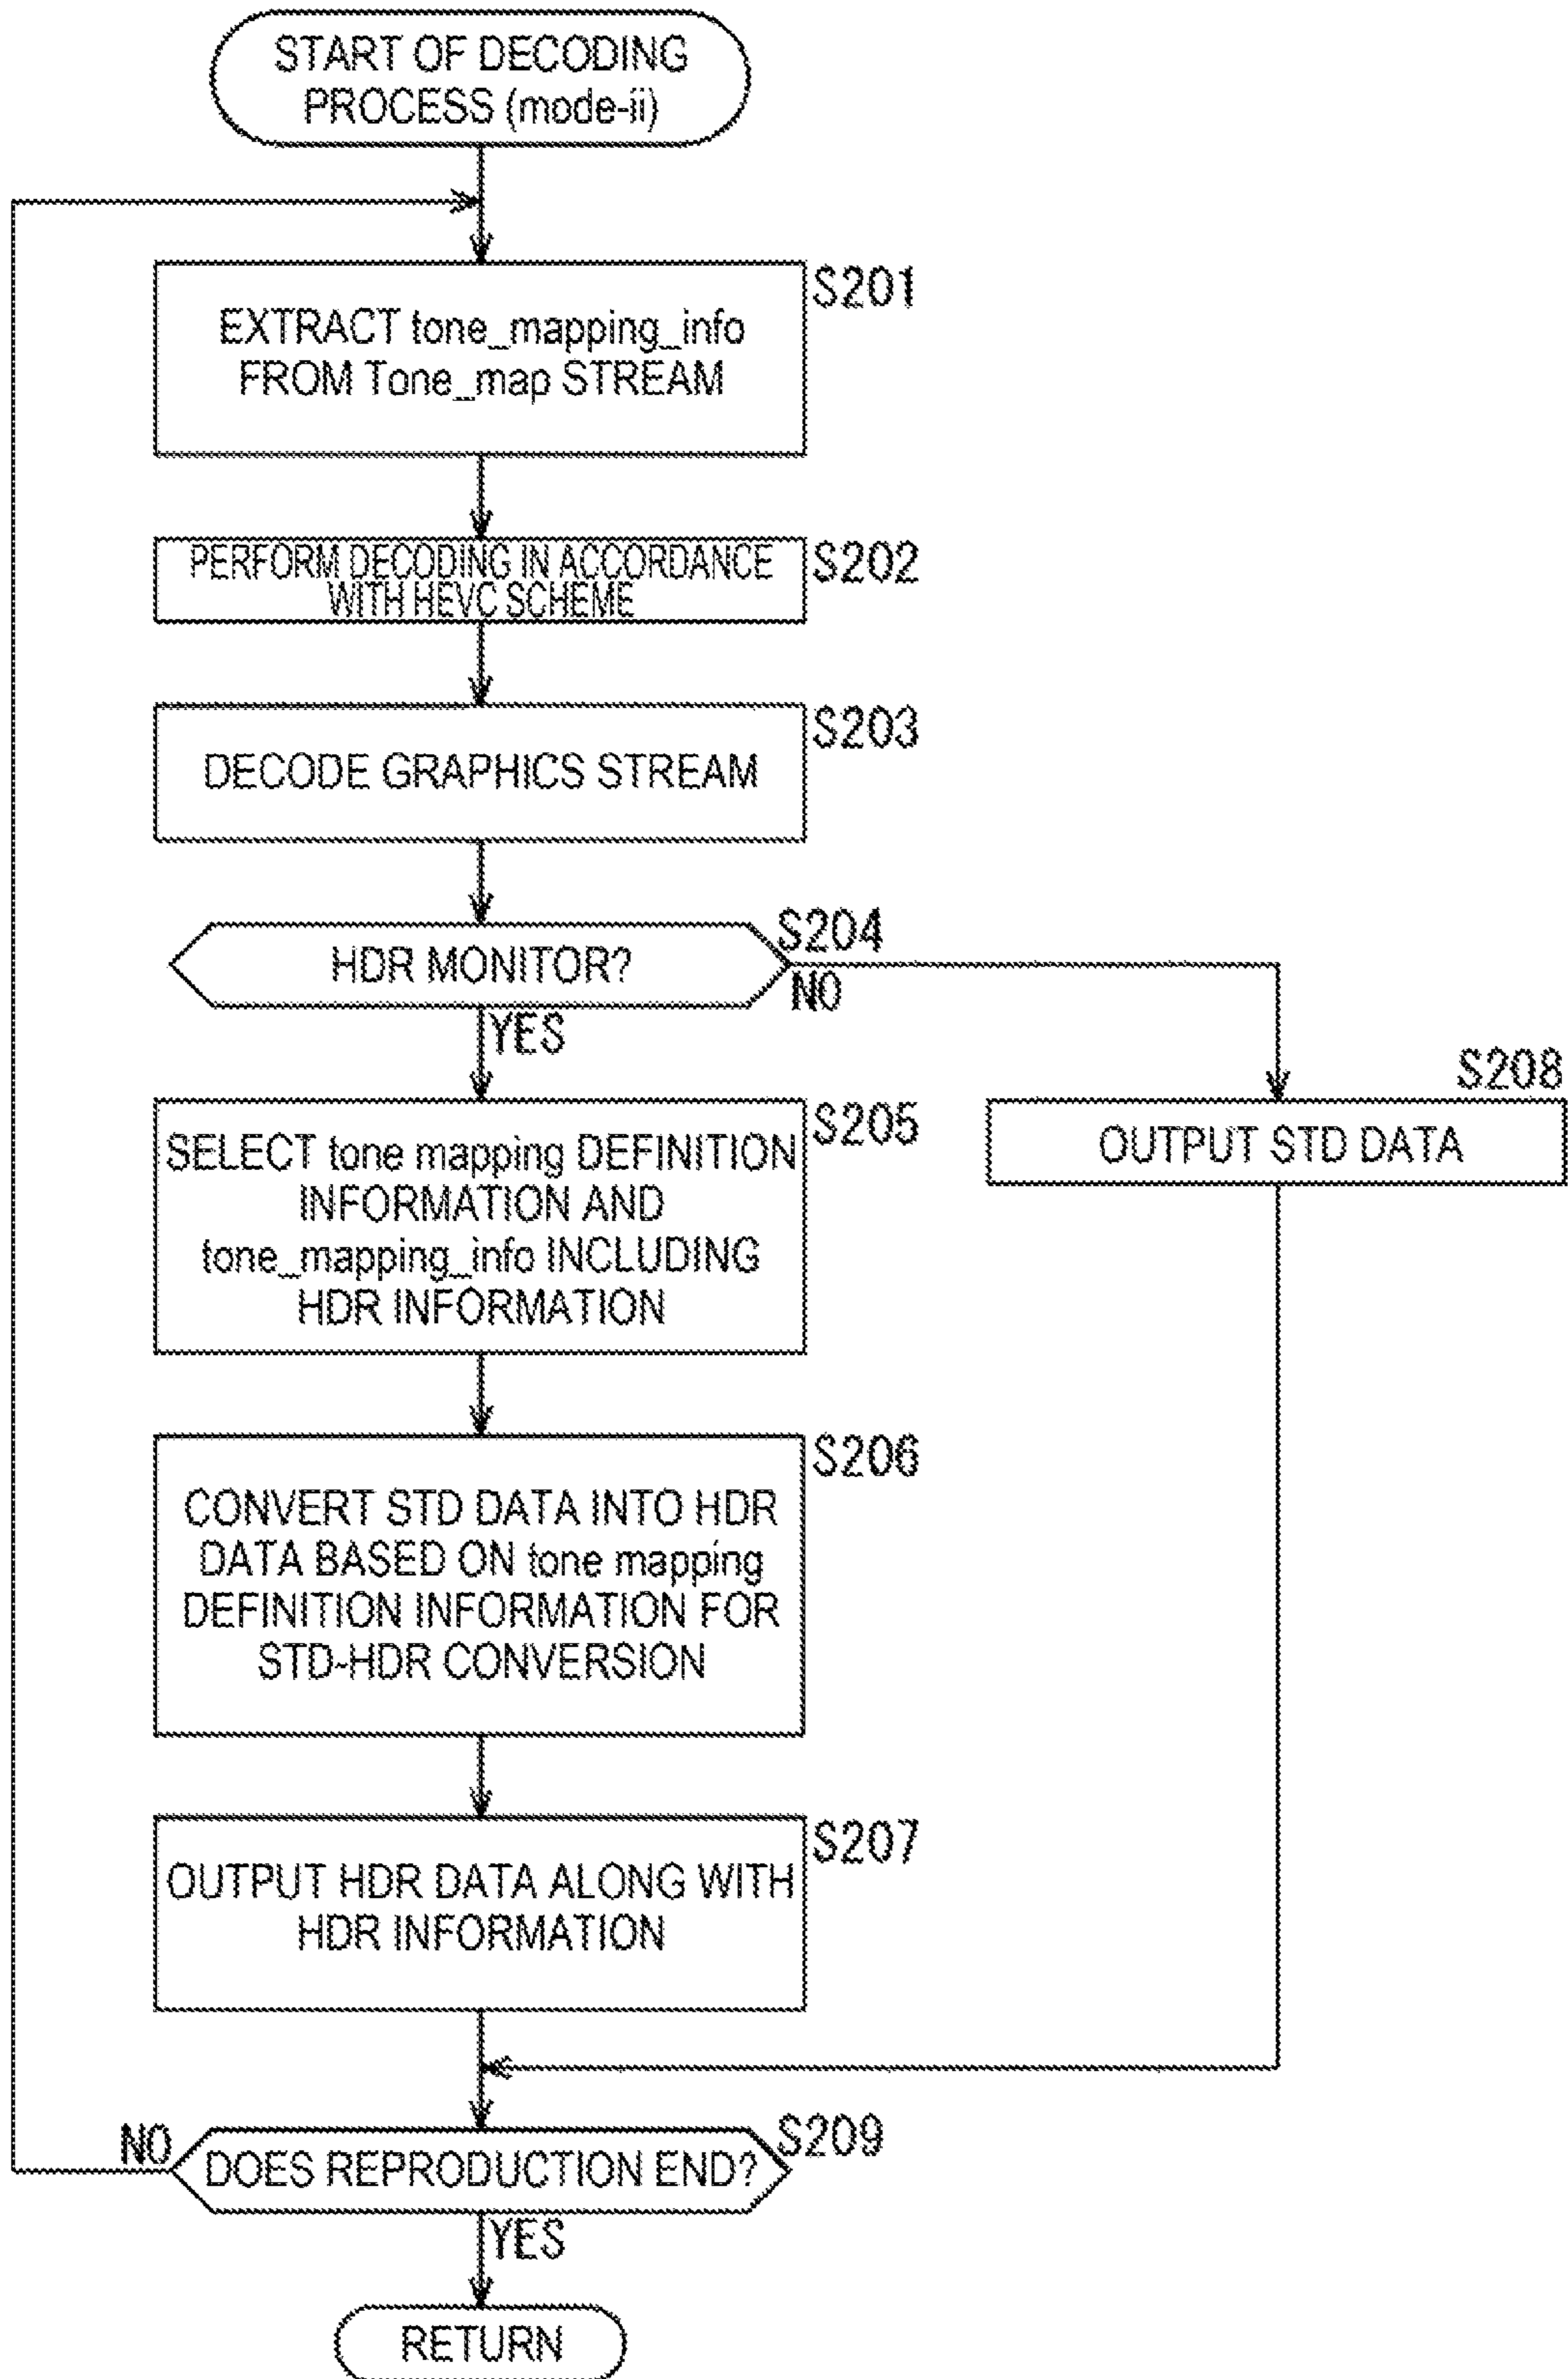 START OF DECODING
PROCESS (mode-ii)
S201
EXTRACT tone_mapping_info
FROM Tone_map STREAM
S202
PERFORM DECODING IN ACCORDANCE
WITH HEVC SCHEME
S203
DECODE GRAPHICS STREAM
S204
HDR MONITOR?
NO
YES
S205
SELECT tone mapping DEFINITION
INFORMATION AND
tone_mapping_info INCLUDING
HDR INFORMATION
S208
OUTPUT STD DATA
S206
CONVERT STD DATA INTO HDR
DATA BASED ON tone mapping
DEFINITION INFORMATION FOR
STD-HDR CONVERSION
S207
OUTPUT HDR DATA ALONG WITH
HDR INFORMATION
S209
NO
DOES REPRODUCTION END?
YES
RETURN